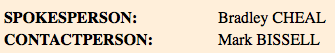 SPOKESPERSON: Bradley CHEAL
CONTACTPERSON: Mark BISSELL